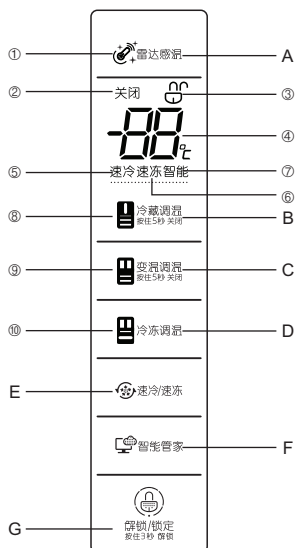 ① 雷达感温 A
② 关闭 ③
-88℃ ④
⑤ 速冷 速冻 智能 ⑦
⑥
⑧ 冷藏调温
按住5秒 关闭 B
⑨ 变温调温 C
按住5秒 关闭
⑩ 冷冻调温 D
E 速冷/速冻
智能管家 F
G 解锁/锁定
按住3秒 解锁